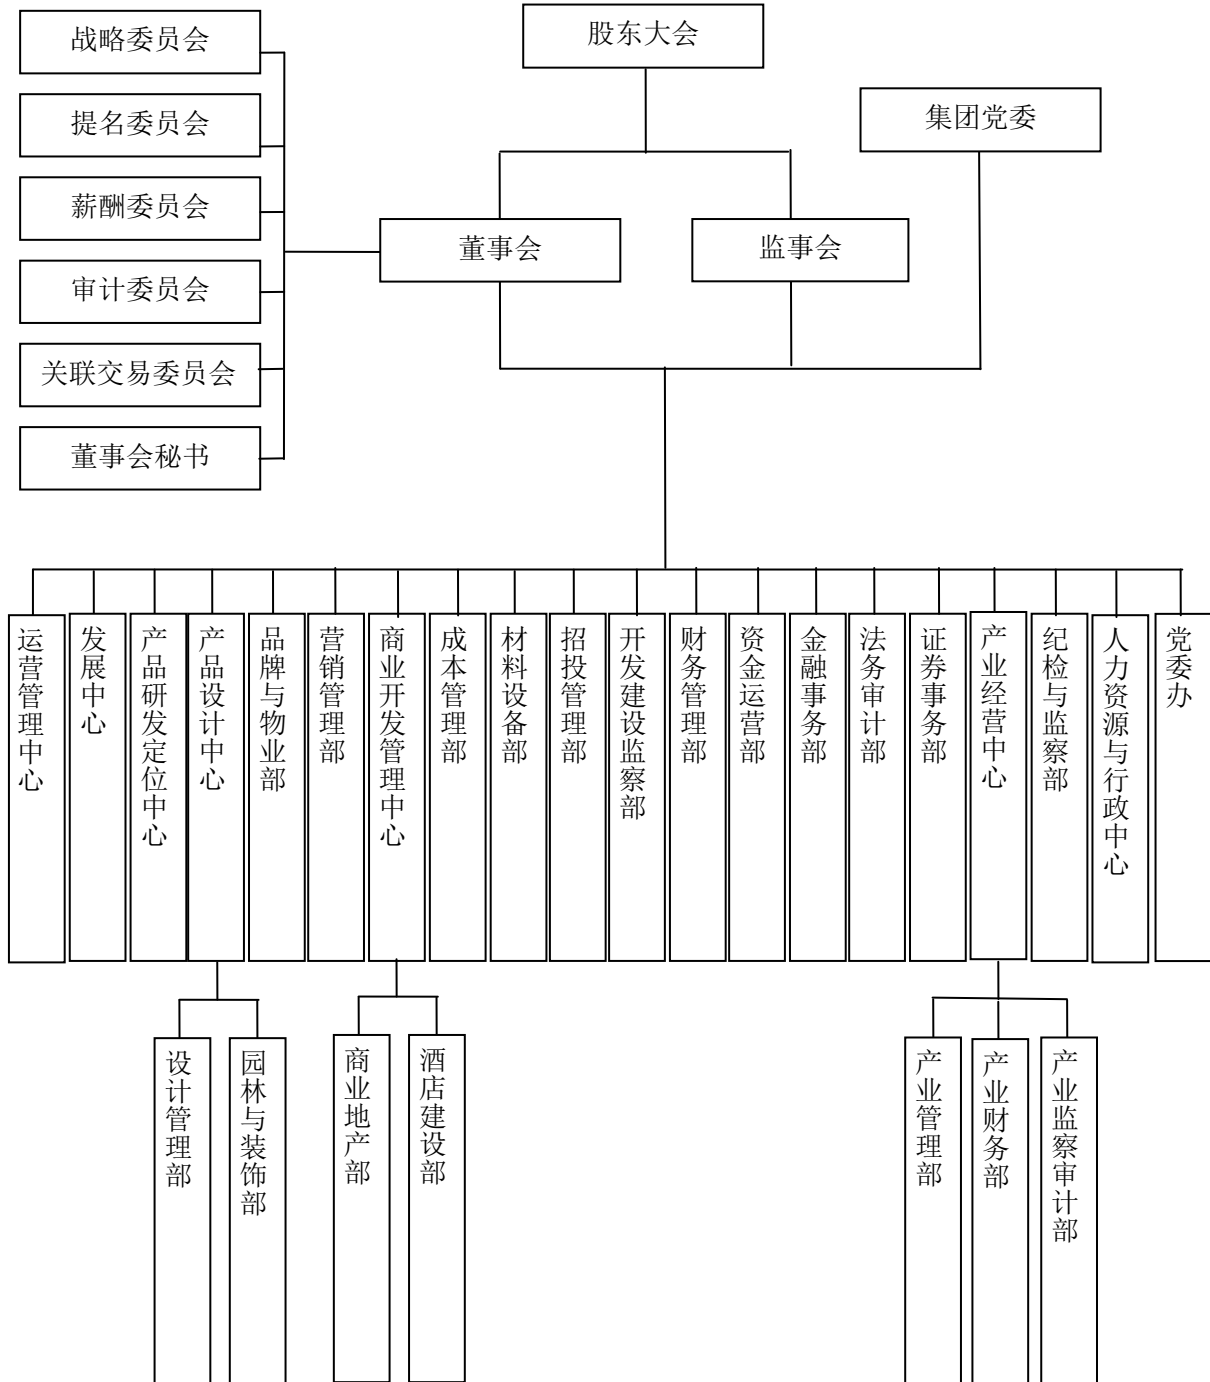 股东大会
战略委员会
集团党委
提名委员会
薪酬委员会
董事会
监事会
审计委员会
关联交易委员会
董事会秘书
运营管理中心
发展中心
产品研发定位中心
产品设计中心
品牌与物业部
营销管理部
商业开发管理中心
成本管理部
材料设备部
招投管理部
开发建设监察部
财务管理部
资金运营部
金融事务部
法务审计部
证券事务部
产业经营中心
纪检与监察部
人力资源与行政中心
党委办
设计管理部
园林与装饰部
商业地产部
酒店建设部
产业管理部
产业财务部
产业监察审计部